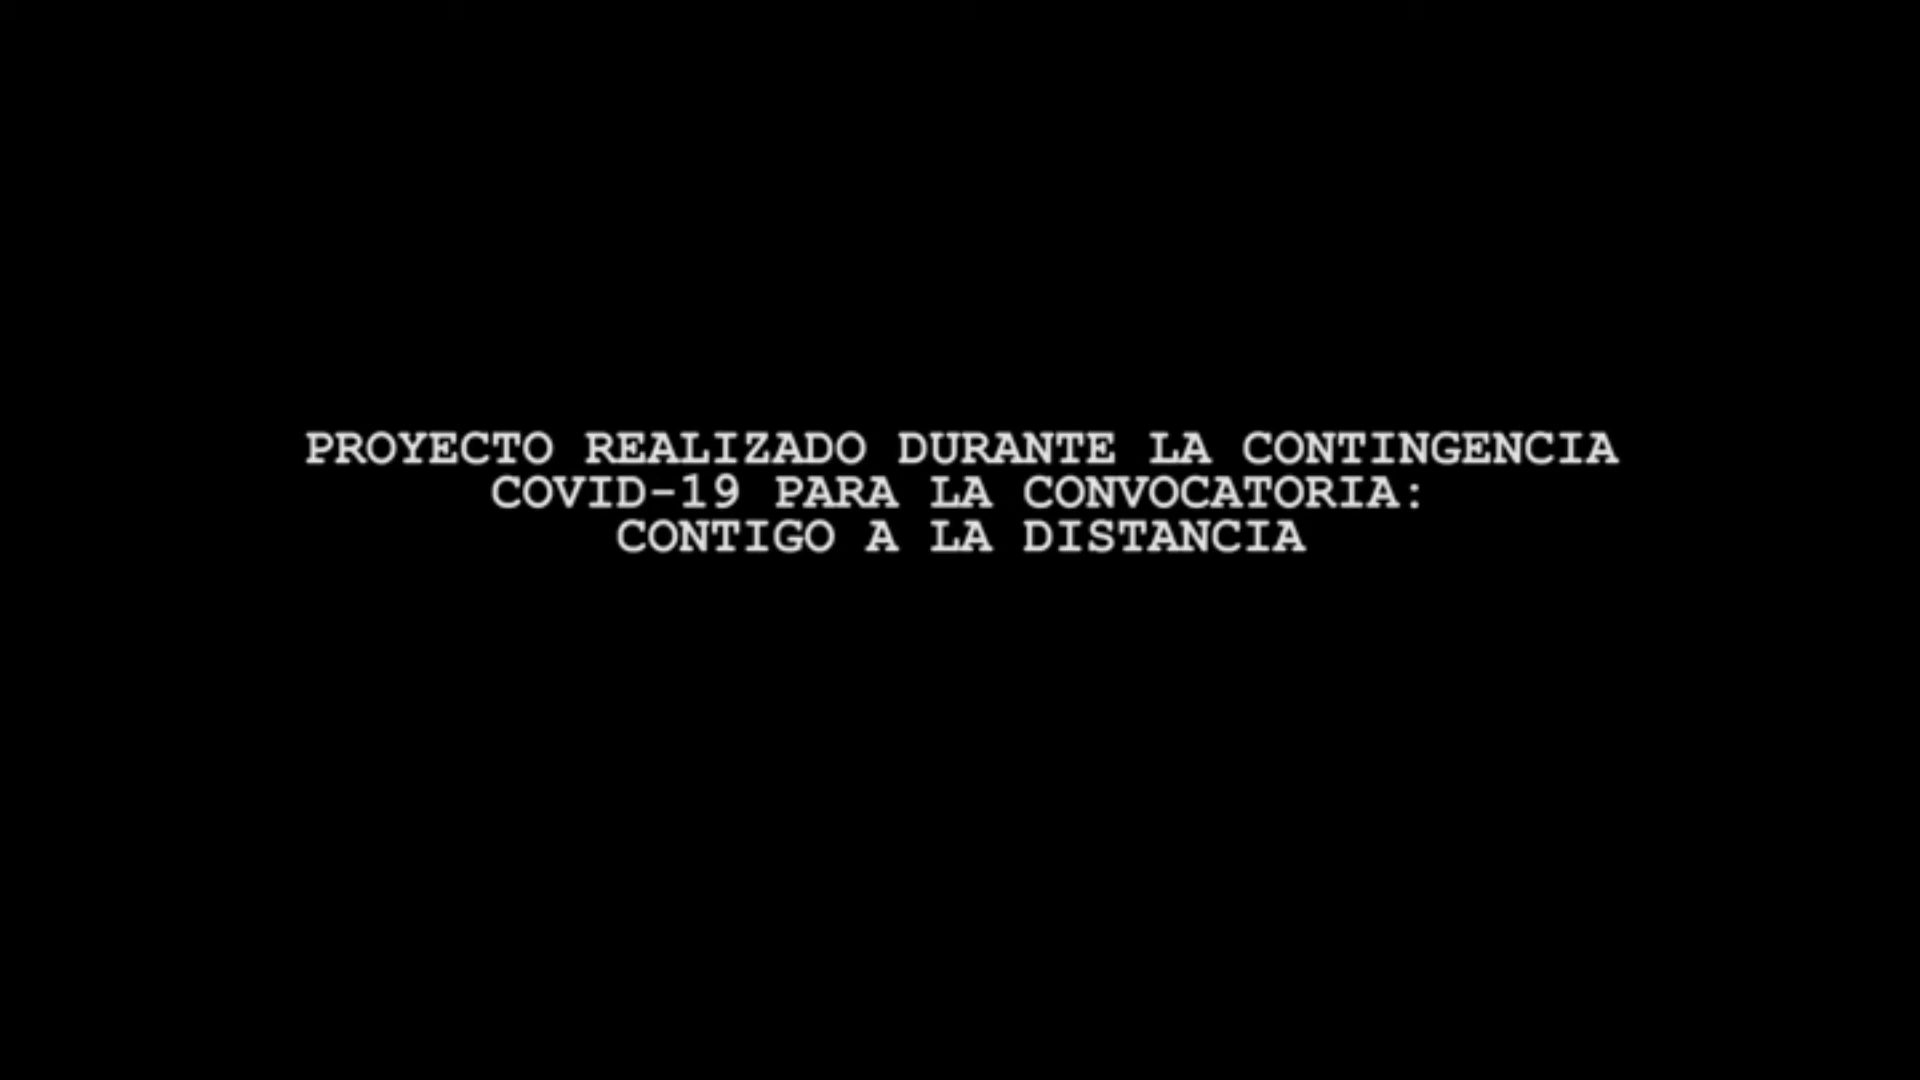 PROYECTO REALIZADO DURANTE LA CONTINGENCIA
COVID-19 PARA LA CONVOCATORIA:
CONTIGO A LA DISTANCIA